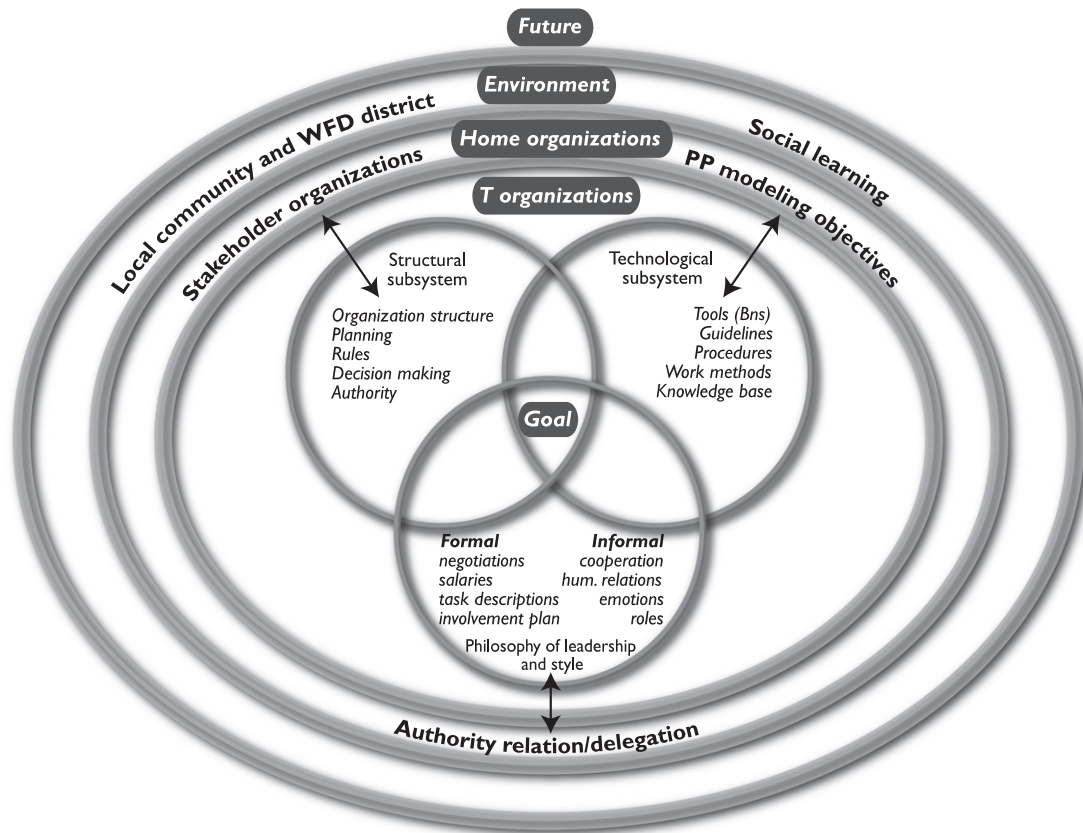 Future
Environment
Home organizations
T organizations
Local community and WFD district
Stakeholder organizations
Social learning
PP modeling objectives
Structural
subsystem
Organization structure
Planning
Rules
Decision making
Authority
Technological
subsystem
Tools (Bns)
Guidelines
Procedures
Work methods
Knowledge base
Goal
Formal
negotiations
salaries
task descriptions
involvement plan
Informal
cooperation
hum. relations
emotions
roles
Philosophy of leadership
and style
Authority relation/delegation